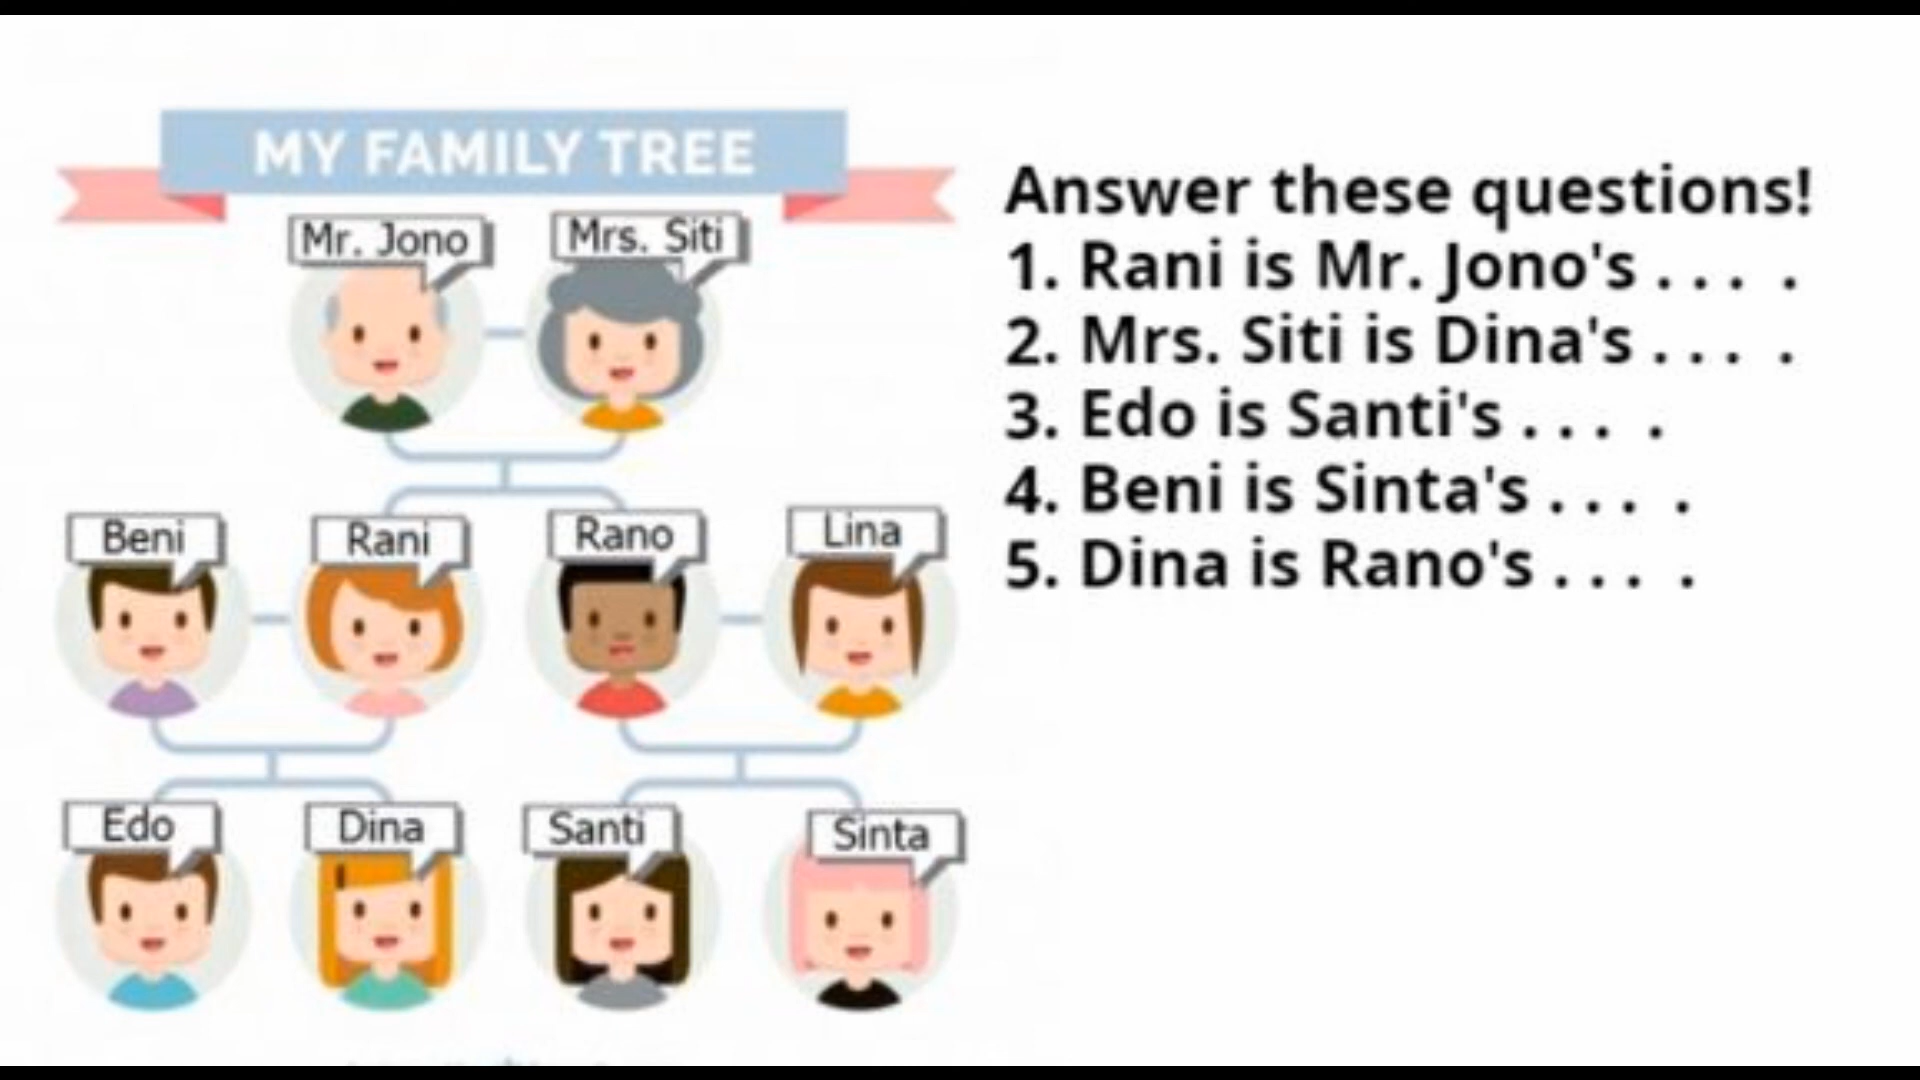 MY FAMILY TREE
Mr. Jono
Mrs. Siti
Beni
Rani
Rano
Lina
Edo
Dina
Santi
Sinta
Answer these questions!
1. Rani is Mr. Jono's . . . .
2. Mrs. Siti is Dina's . . . .
3. Edo is Santi's . . . .
4. Beni is Sinta's . . . .
5. Dina is Rano's . . . .